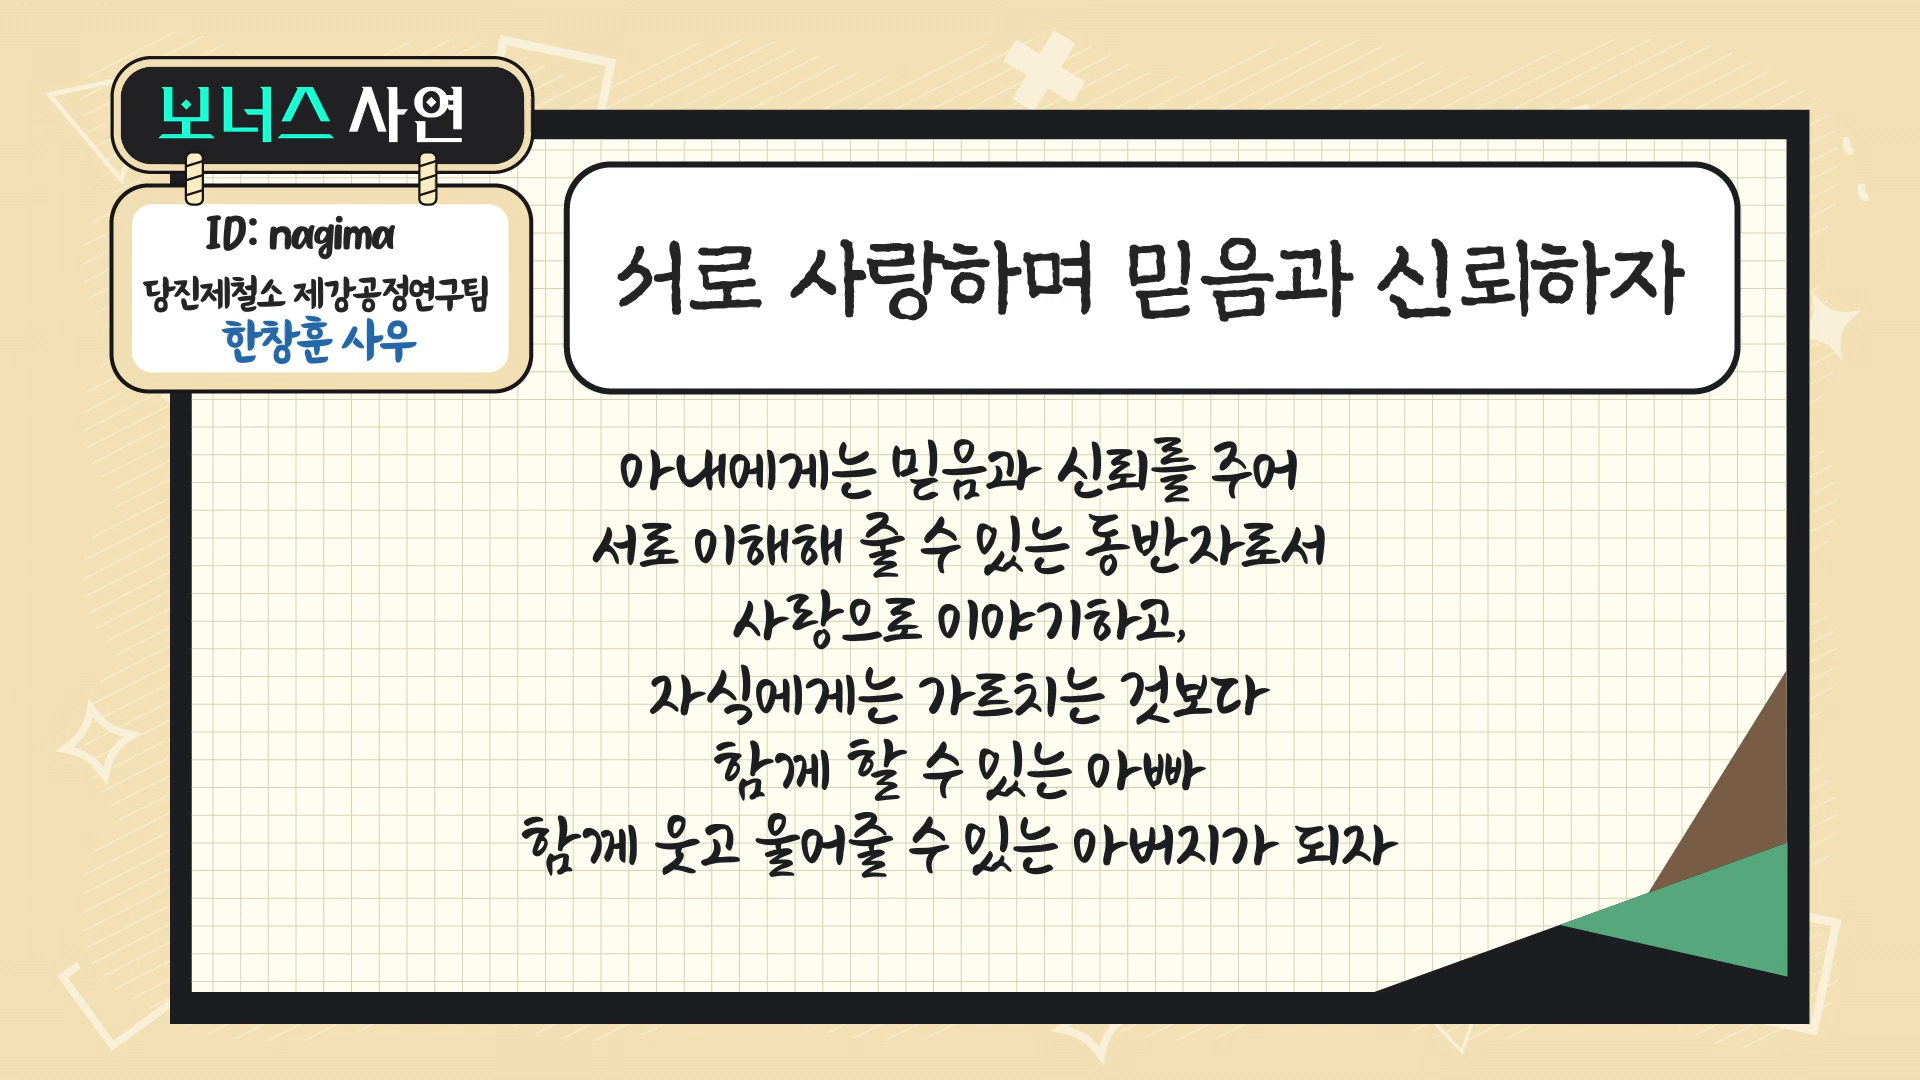 보너스 사연
ID: nagima
당진제철소 제강공정연구팀
한창훈 사우
서로 사랑하며 믿음과 신뢰하자
아내에게는 믿음과 신뢰를 주어
서로 이해해 줄 수 있는 동반자로서
사랑으로 이야기하고,
자식에게는 가르치는 것보다
함께 할 수 있는 아빠
함께 웃고 울어줄 수 있는 아버지가 되자